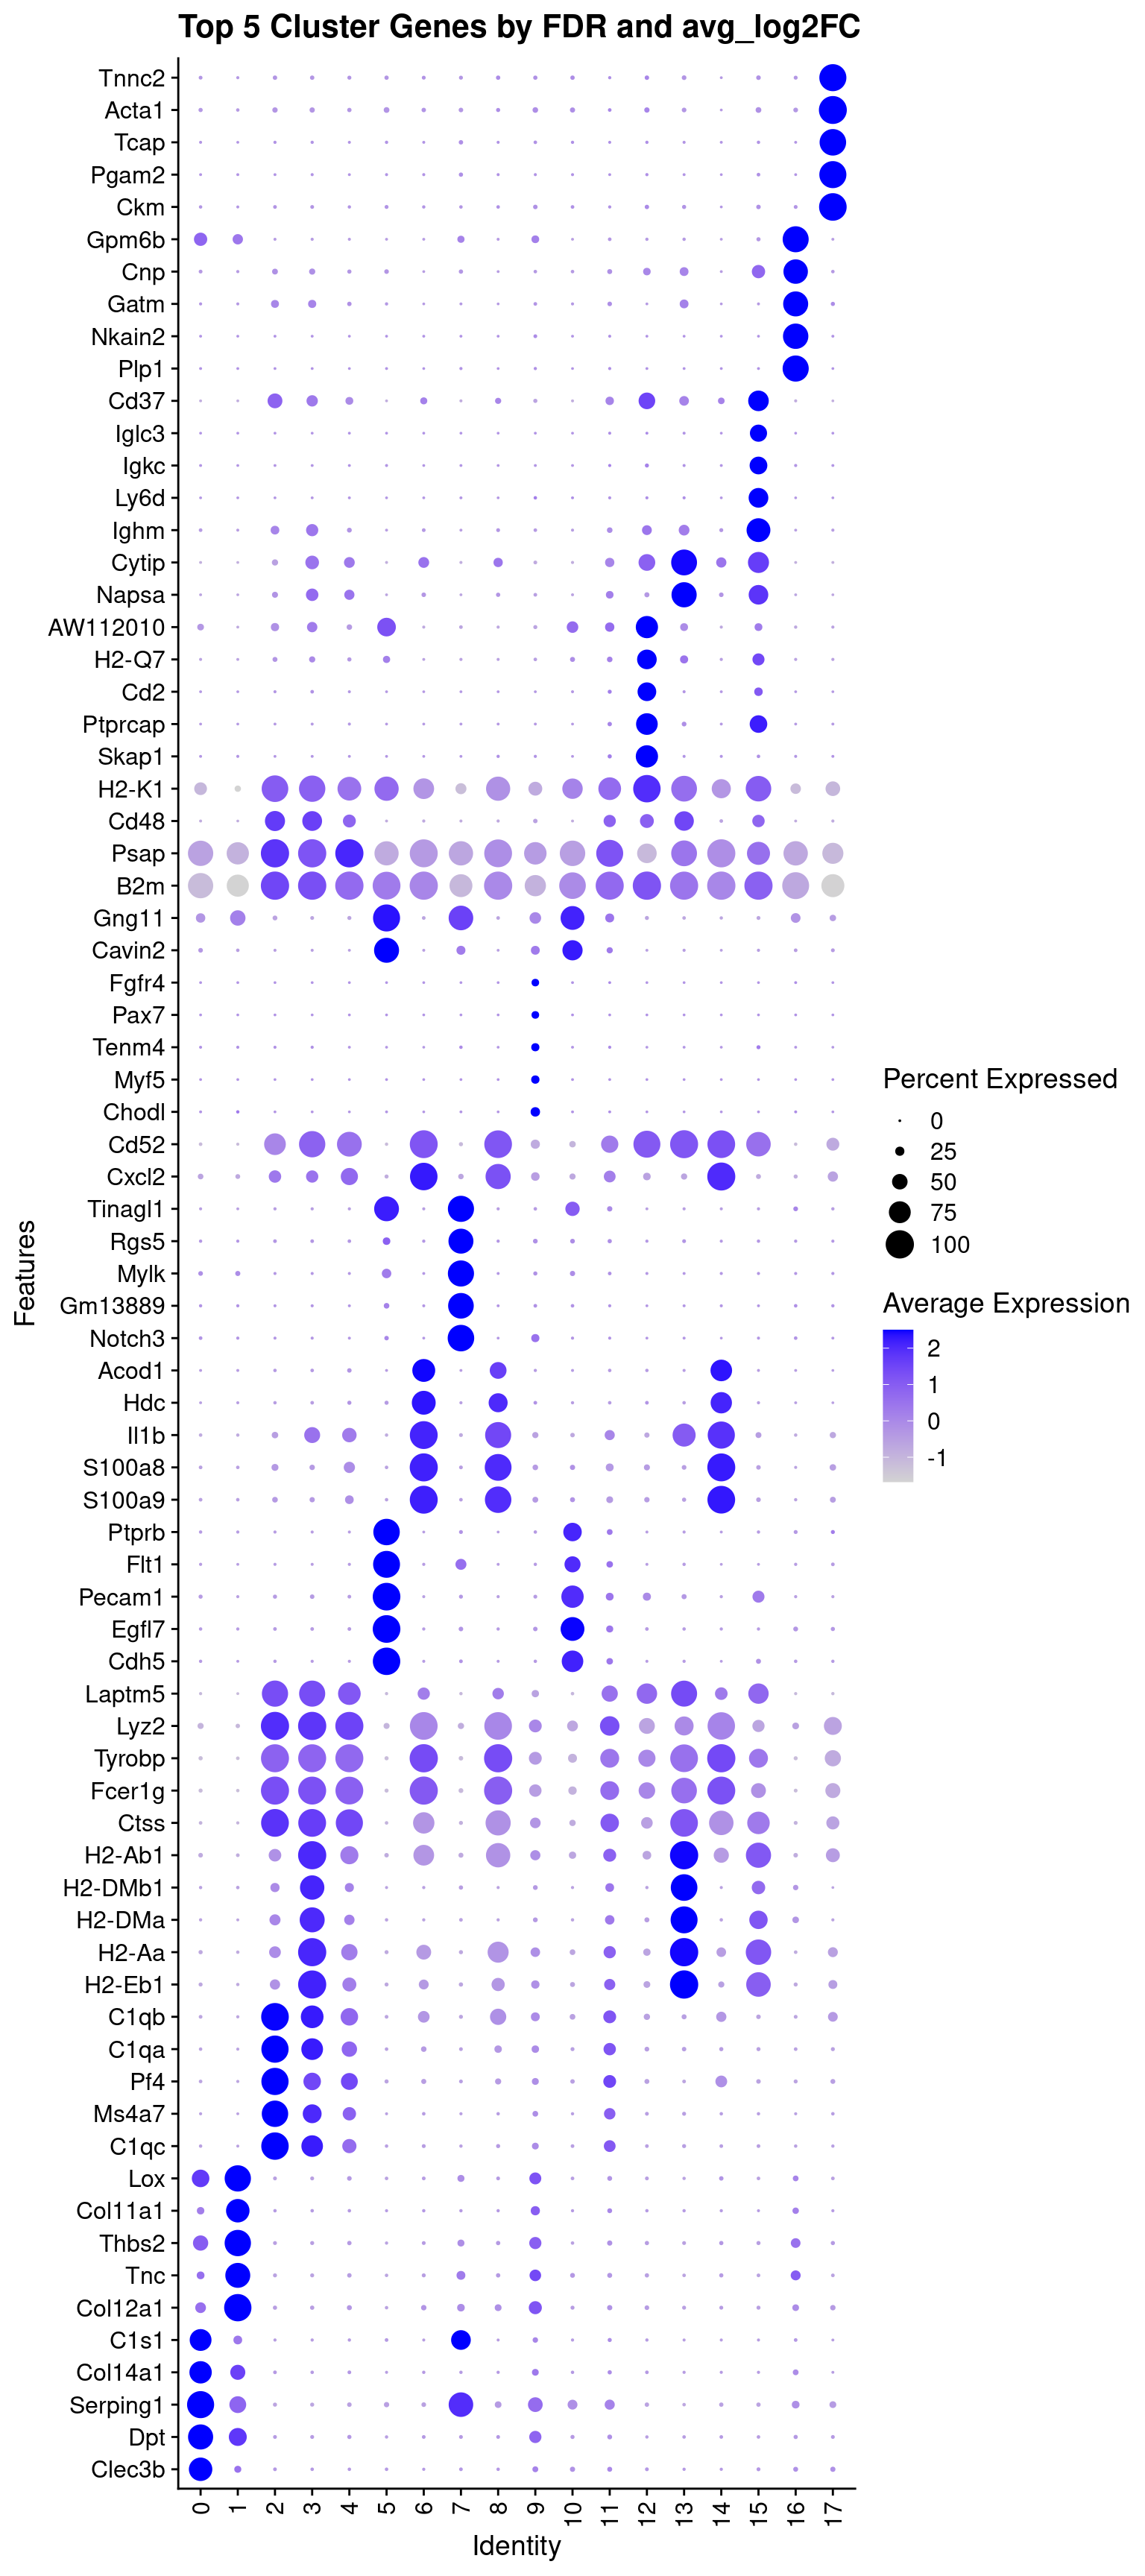 Top 5 Cluster Genes by FDR and avg_log2FC
Features
Tnnc2
Acta1
Tcap
Pgam2
Ckm
Gpm6b
Cnp
Gatm
Nkain2
Plp1
Cd37
Iglc3
Igkc
Ly6d
Ighm
Cytip
Napsa
AW112010
H2-Q7
Cd2
Ptprcap
Skap1
H2-K1
Cd48
Psap
B2m
Gng11
Cavin2
Fgfr4
Pax7
Tenm4
Myf5
Chodl
Cd52
Cxcl2
Tinagl1
Rgs5
Mylk
Gm13889
Notch3
Acod1
Hdc
Il1b
S100a8
S100a9
Ptprb
Flt1
Pecam1
Egfl7
Cdh5
Laptm5
Lyz2
Tyrobp
Fcer1g
Ctss
H2-Ab1
H2-DMb1
H2-DMa
H2-Aa
H2-Eb1
C1qb
C1qa
Pf4
Ms4a7
C1qc
Lox
Col11a1
Thbs2
Tnc
Col12a1
C1s1
Col14a1
Serping1
Dpt
Clec3b
0 1 2 3 4 5 6 7 8 9 10 11 12 13 14 15 16 17
Identity
Percent Expressed
0
25
50
75
100
Average Expression
2
1
0
-1